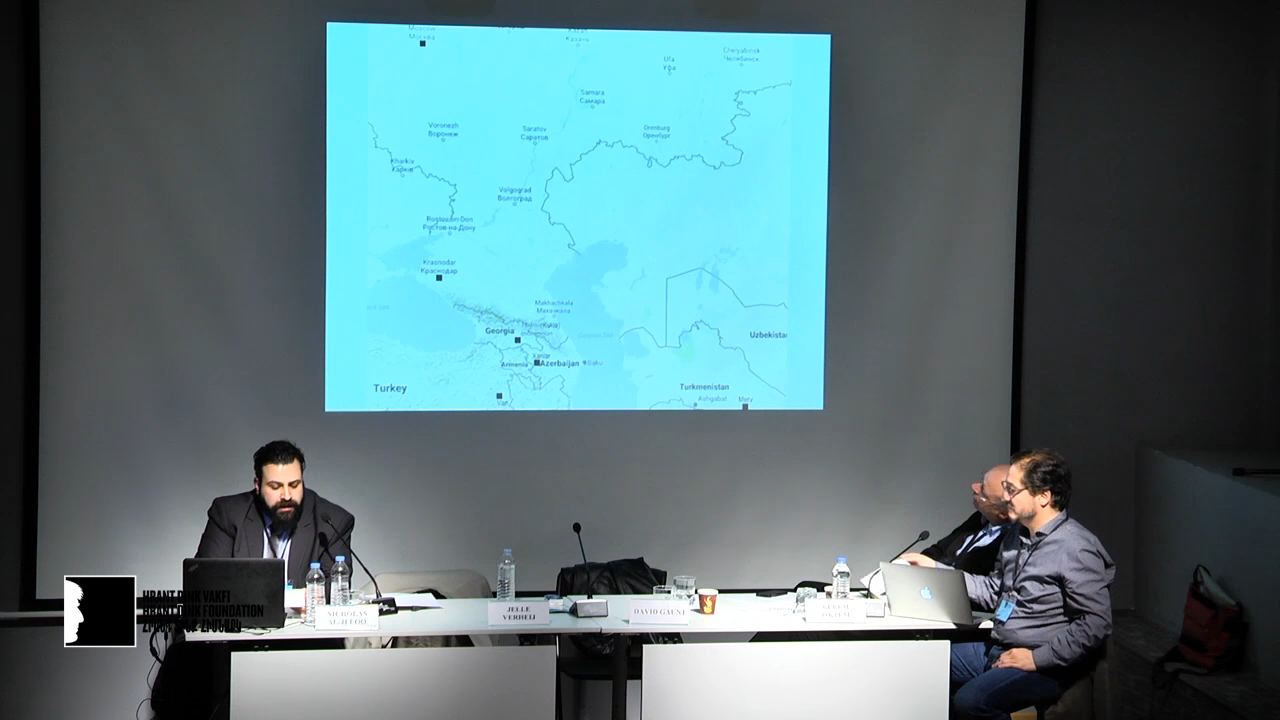 Moscow
Москва
Казань
Ufa
Уфа
Chelyabinsk
Челябинск
Samara
Самара
Voronezh
Воронеж
Saratov
Саратов
Orenburg
Оренбург
Kharkiv
Харків
Volgograd
Волгоград
Rostov-on-Don
Ростов-на-Дону
Krasnodar
Краснодар
Makhachkala
Махачкала
Georgia
Uzbekistan
Armenia
Azerbaijan
Baku
Turkey
Turkmenistan
Ashgabat
Mary
Van
HRANT DINK VAKFI
HRANT DINK FOUNDATION
JELLE
VERHEIJ
DAVID GAUNT